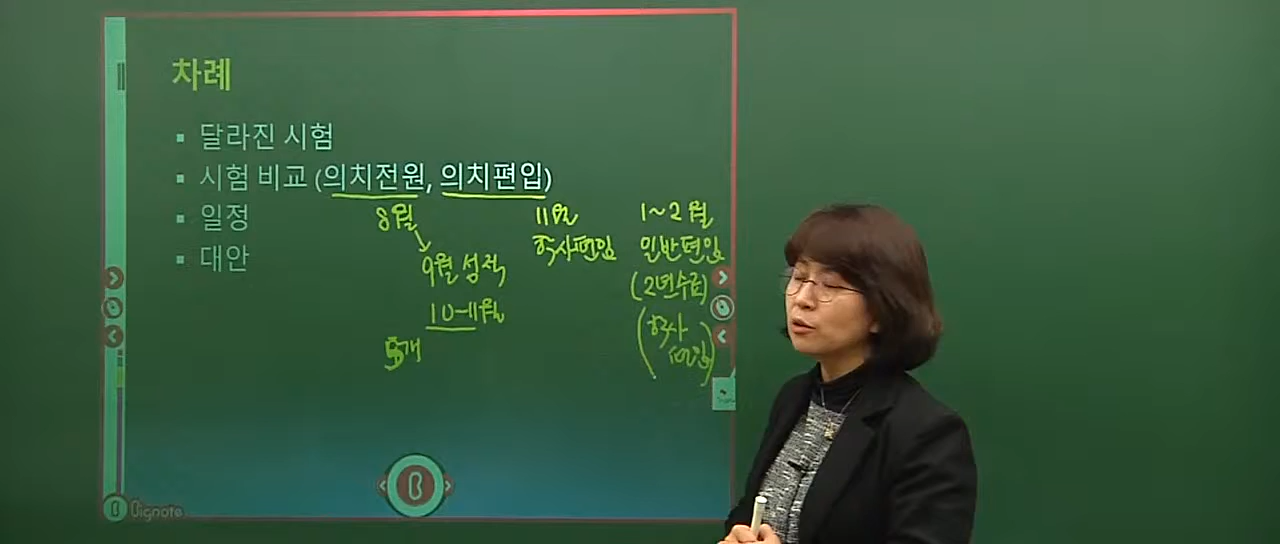 차례
▪ 달라진 시험
▪ 시험 비교 (의치전원, 의치편입)
▪ 일정
▪ 대안
8월
9월 성적
10-11월
5개
11월
학사편입
1~2월
일반편입
(2년수료)
(학사
편입)
Bignote